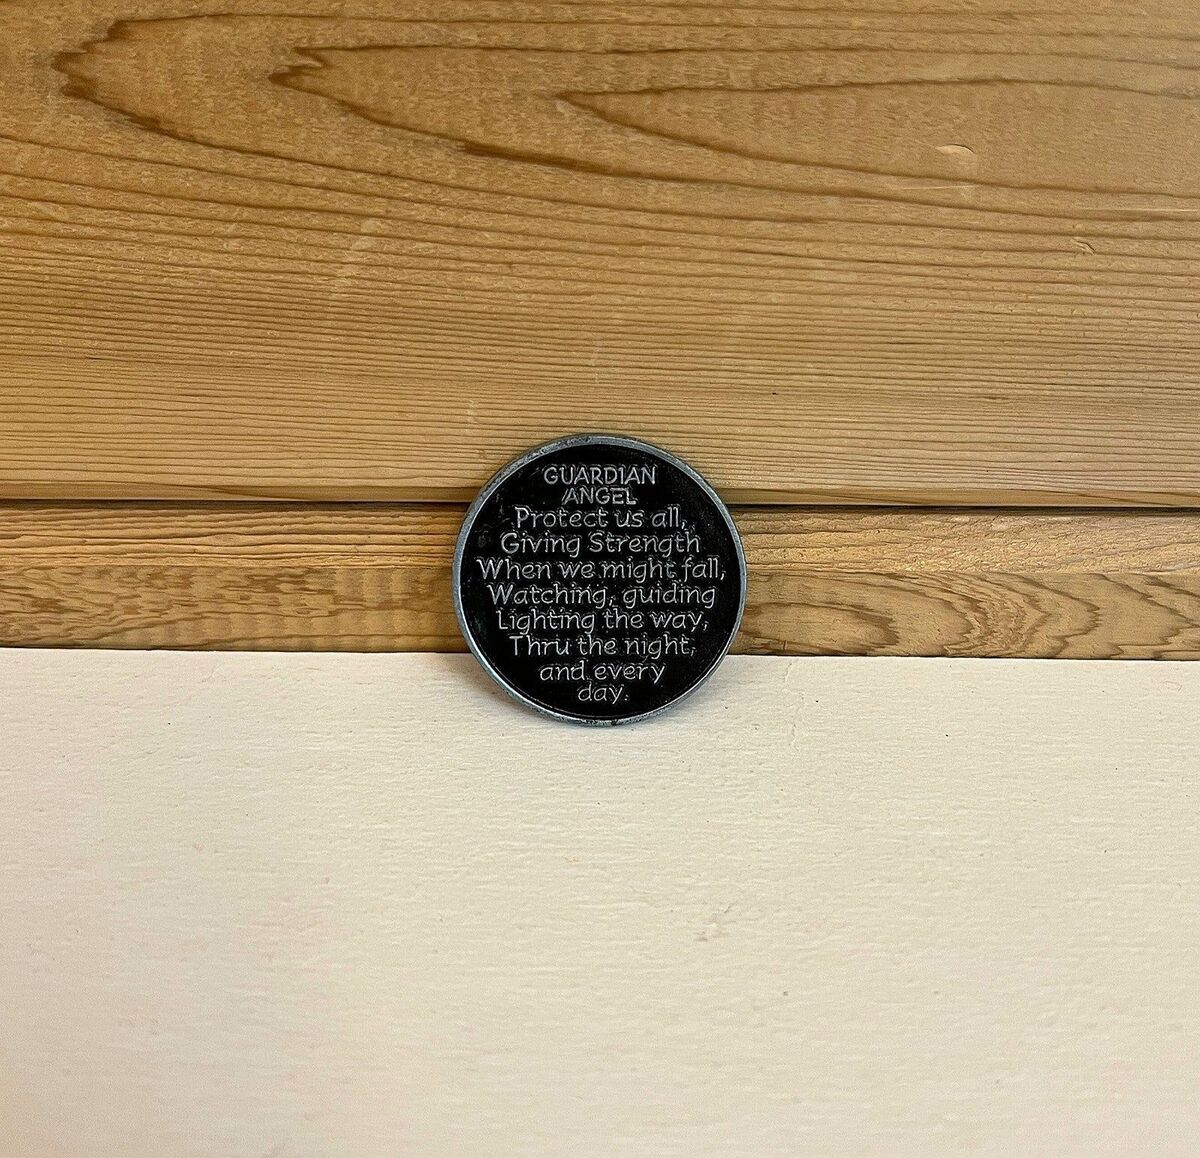 GUARDIAN
ANGEL
Protect us all,
Giving Strength
When we might fall,
Watching, guiding
Lighting the way,
Thru the night,
and every
day.